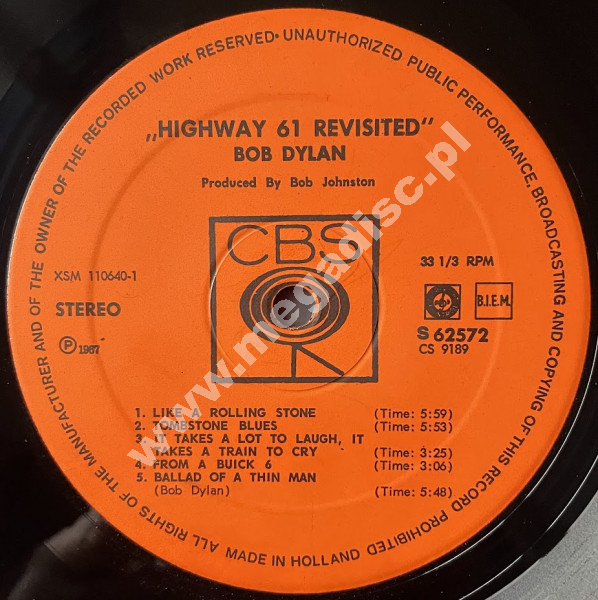 ALL RIGHTS OF THE MANUFACTURER AND OF THE OWNER OF THE RECORDED WORK RESERVED• UNAUTHORIZED PUBLIC PERFORMANCE, BROADCASTING AND COPYING OF THIS RECORD PROHIBITED
MADE IN HOLLAND
„HIGHWAY 61 REVISITED"
BOB DYLAN
Produced By Bob Johnston
CBS
XSM 110640-1
33 1/3 RPM
STEREO
B.I.E.M.
S 62572
CS 9189
Ⓟ 1967
1. LIKE A ROLLING STONE (Time: 5:59)
2. TOMBSTONE BLUES (Time: 5:53)
3. IT TAKES A LOT TO LAUGH, IT
TAKES A TRAIN TO CRY (Time: 3:25)
4. FROM A BUICK 6 (Time: 3:06)
5. BALLAD OF A THIN MAN
(Bob Dylan) (Time: 5:48)
www.megadisc.pl